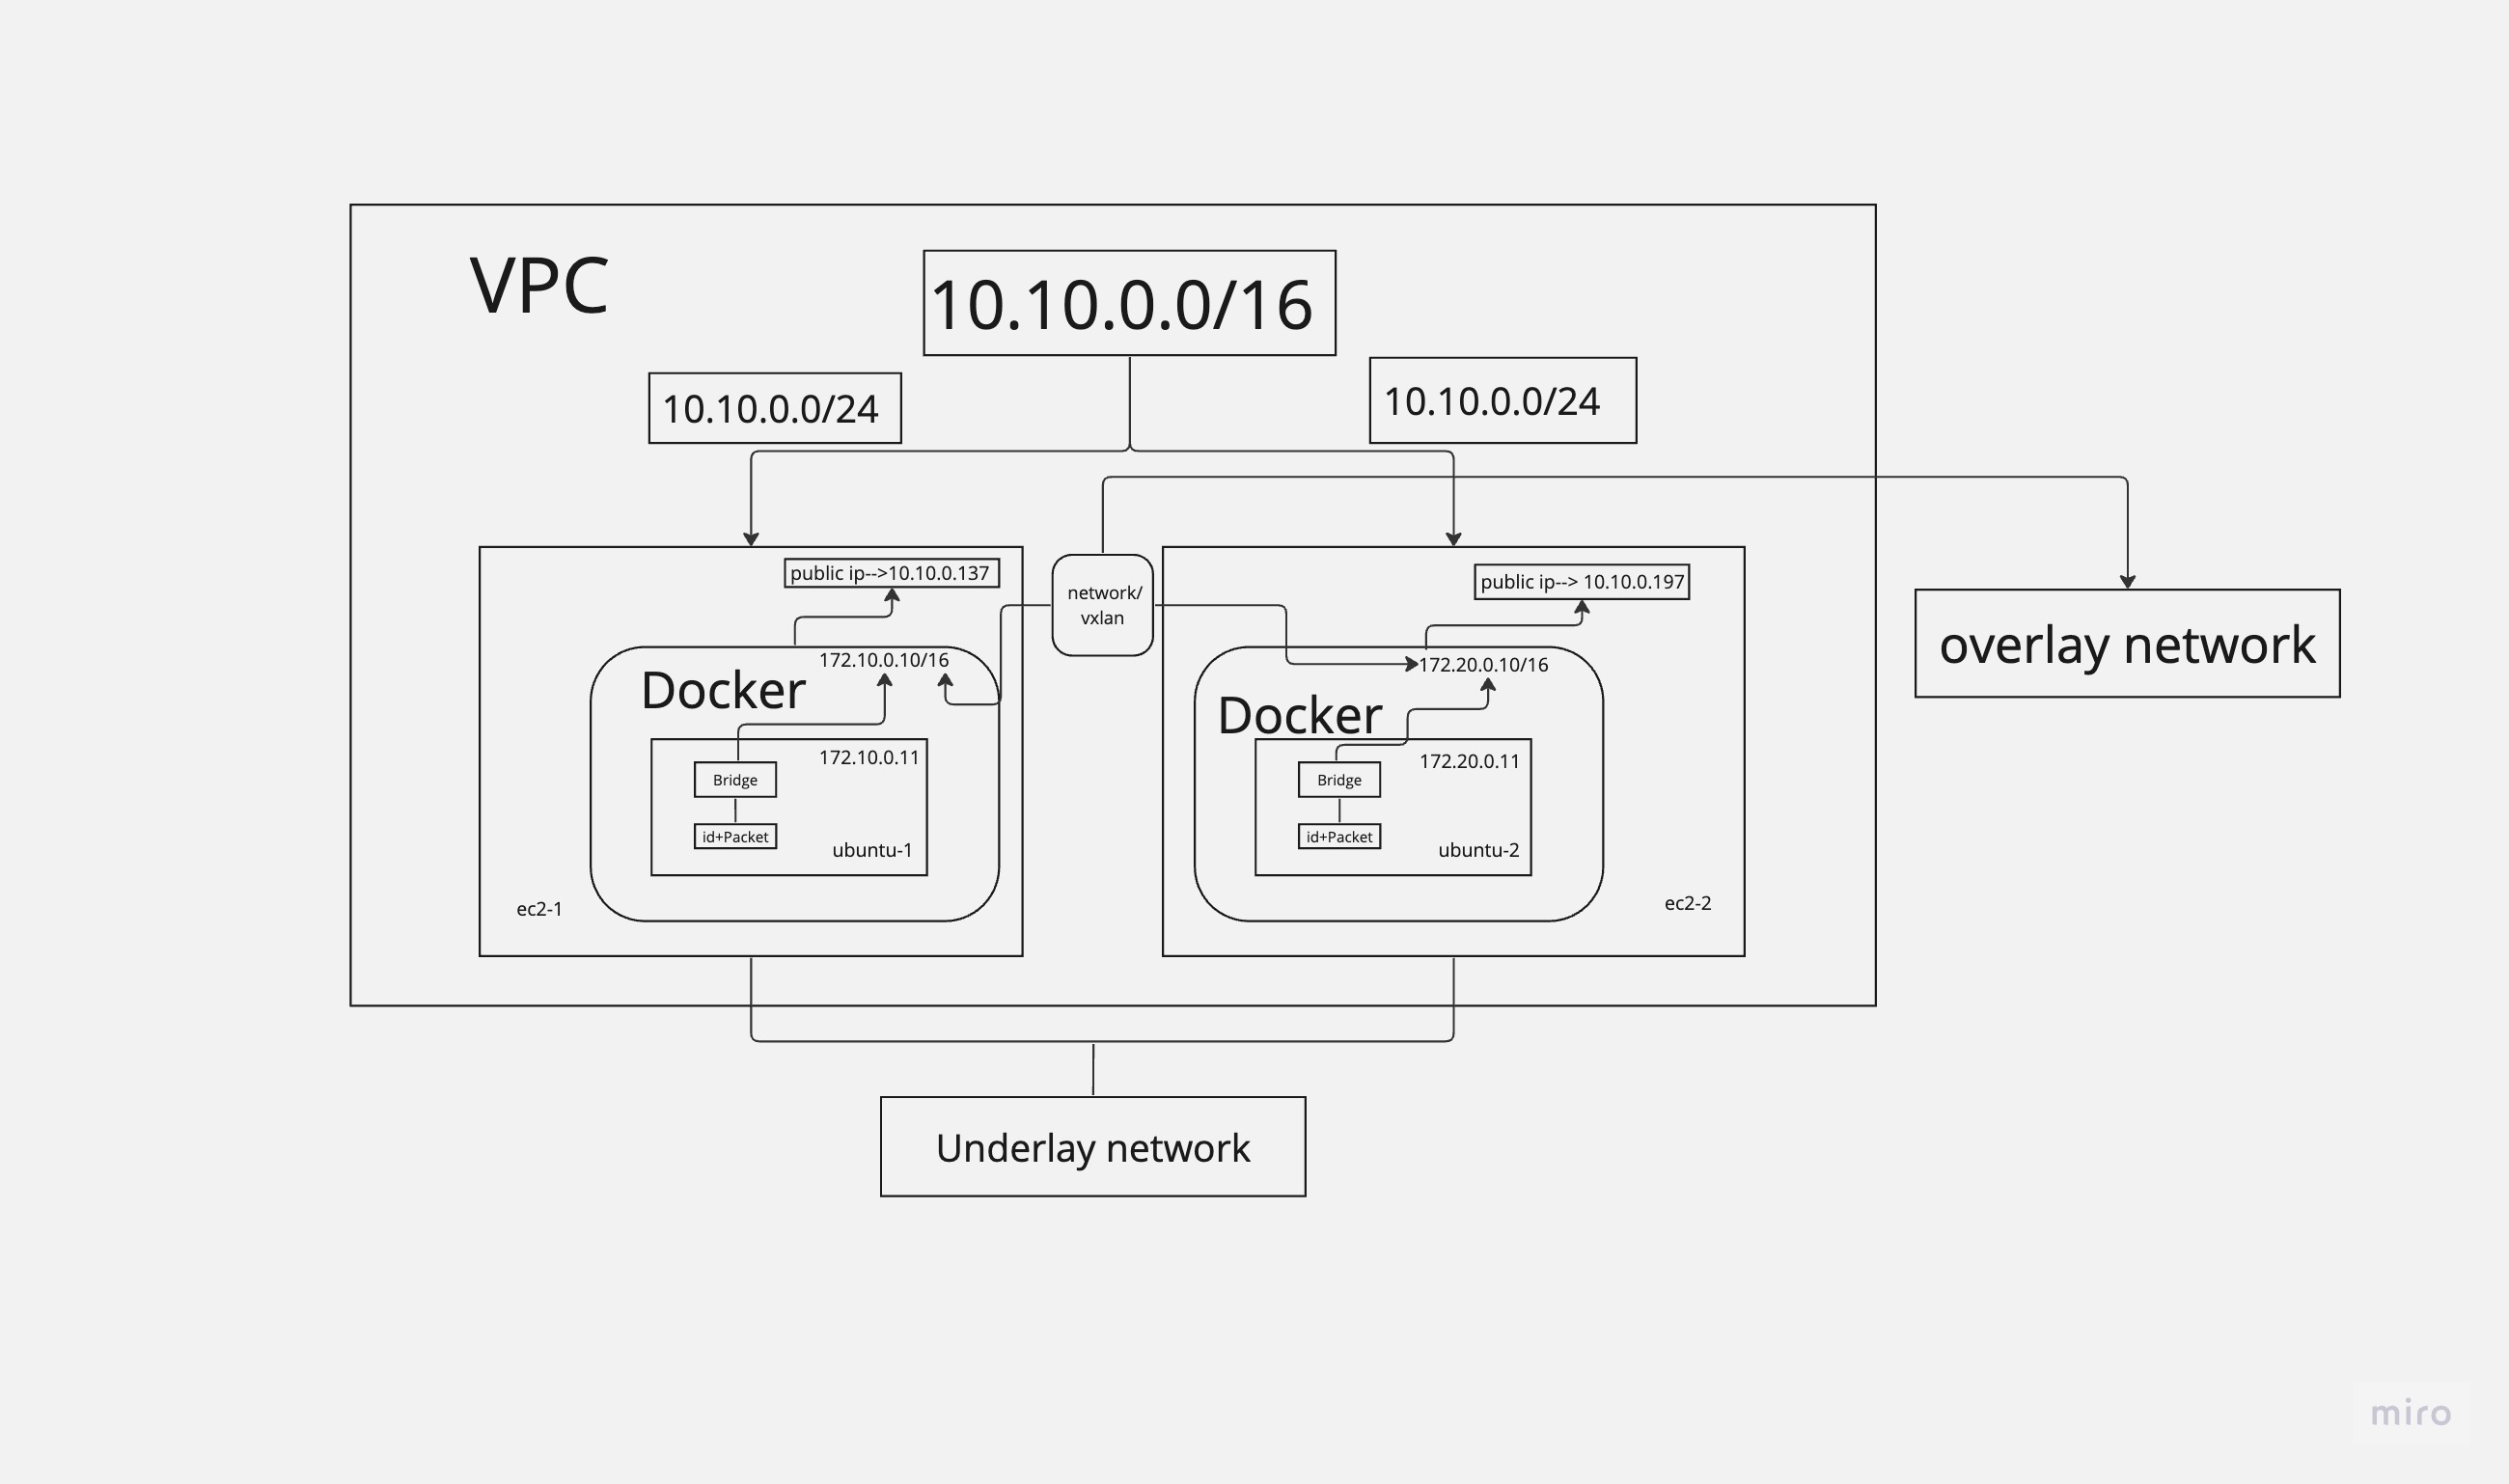 VPC
10.10.0.0/16
10.10.0.0/24
10.10.0.0/24
public ip-->10.10.0.137
network/
vxlan
public ip--> 10.10.0.197
overlay network
172.10.0.10/16
Docker
172.10.0.11
Bridge
id+Packet
ubuntu-1
ec2-1
172.20.0.10/16
Docker
172.20.0.11
Bridge
id+Packet
ubuntu-2
ec2-2
Underlay network
miro